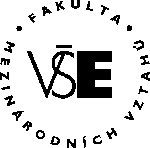 FAKULTA
MEZINÁRODNÍCH VZTAHŮ
VŠE